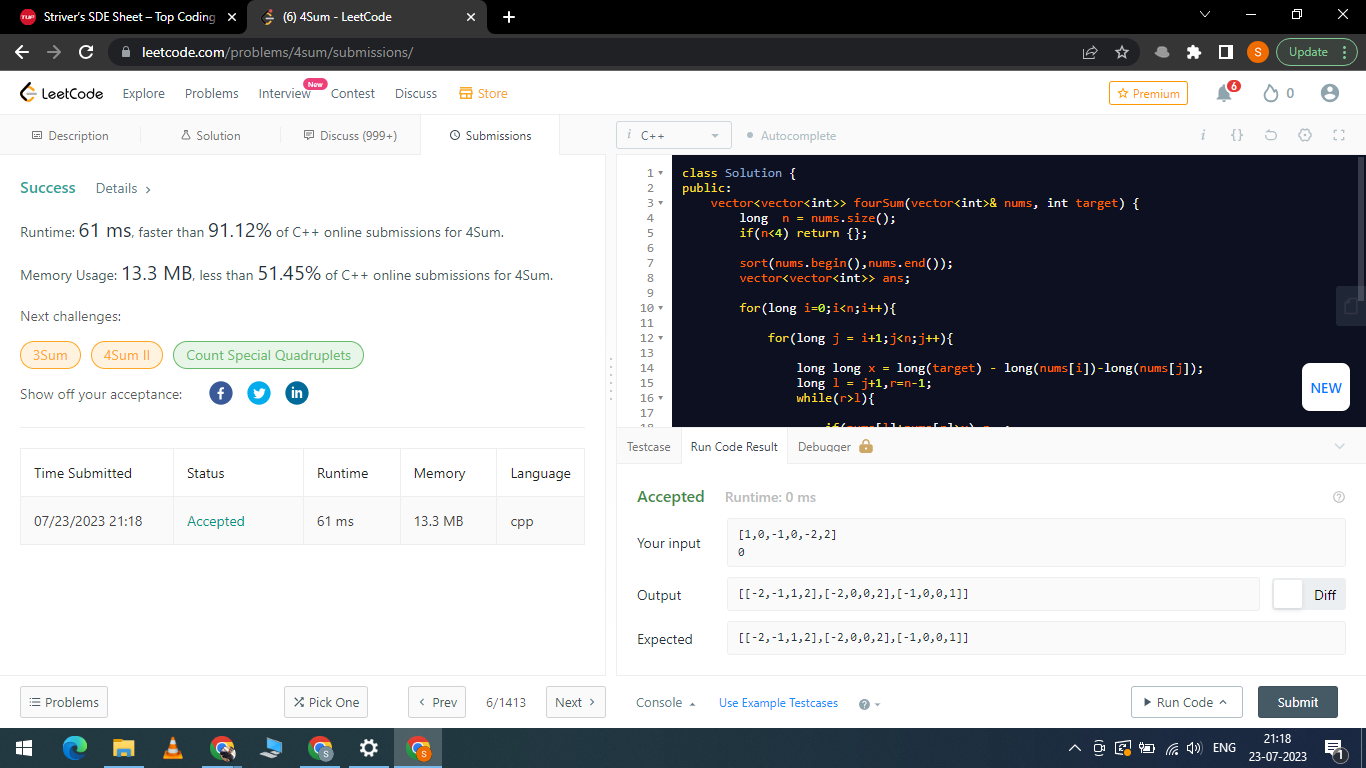 Striver's SDE Sheet – Top Coding
(6) 4Sum - LeetCode
leetcode.com/problems/4sum/submissions/
S
Update
LeetCode
Explore
Problems
Interview
New
Contest
Discuss
Store
Premium
6
0
Description
Solution
Discuss (999+)
Submissions
i C++
Autocomplete
i {}
Success
Details
Runtime: 61 ms, faster than 91.12% of C++ online submissions for 4Sum.
Memory Usage: 13.3 MB, less than 51.45% of C++ online submissions for 4Sum.
Next challenges:
3Sum
4Sum II
Count Special Quadruplets
Show off your acceptance:
Time Submitted
Status
Runtime
Memory
Language
07/23/2023 21:18
Accepted
61 ms
13.3 MB
cpp
1 class Solution {
2 public:
3 vector<vector<int>> fourSum(vector<int>& nums, int target) {
4 long  n = nums.size();
5 if(n<4) return {};
6
7 sort(nums.begin(),nums.end());
8 vector<vector<int>> ans;
9
10 for(long i=0;i<n;i++){
11
12 for(long j = i+1;j<n;j++){
13
14 long long x = long(target) - long(nums[i])-long(nums[j]);
15 long l = j+1,r=n-1;
16 while(r>l){
17
NEW
Testcase
Run Code Result
Debugger
Accepted
Runtime: 0 ms
Your input
[1,0,-1,0,-2,2]
0
Output
[[-2,-1,1,2],[-2,0,0,2],[-1,0,0,1]]
Diff
Expected
[[-2,-1,1,2],[-2,0,0,2],[-1,0,0,1]]
Problems
Pick One
Prev
6/1413
Next
Console
Use Example Testcases
Run Code
Submit
ENG
21:18
23-07-2023
1